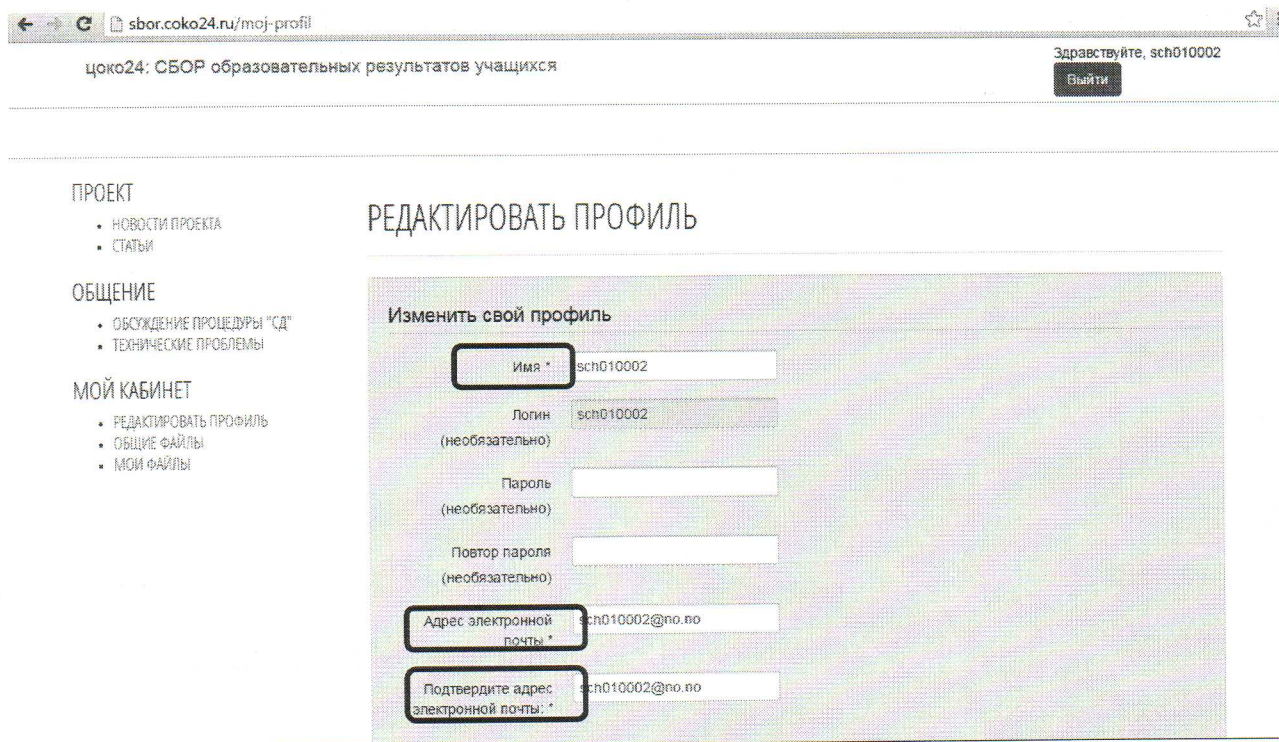 sbor.coko24.ru/moj-profil
цоко24: СБОР образовательных результатов учащихся
Здравствуйте, sch010002
Выйти
ПРОЕКТ
НОВОСТИ ПРОЕКТА
СТАТЬИ
ОБЩЕНИЕ
ОБСУЖДЕНИЕ ПРОЦЕДУРЫ "СД"
ТЕХНИЧЕСКИЕ ПРОБЛЕМЫ
МОЙ КАБИНЕТ
РЕДАКТИРОВАТЬ ПРОФИЛЬ
ОБЩИЕ ФАЙЛЫ
МОИ ФАЙЛЫ
РЕДАКТИРОВАТЬ ПРОФИЛЬ
Изменить свой профиль
Имя * sch010002
Логин sch010002
(необязательно)
Пароль
(необязательно)
Повтор пароля
(необязательно)
Адрес электронной sch010002@no.no
почты *
Подтвердите адрес sch010002@no.no
электронной почты: *